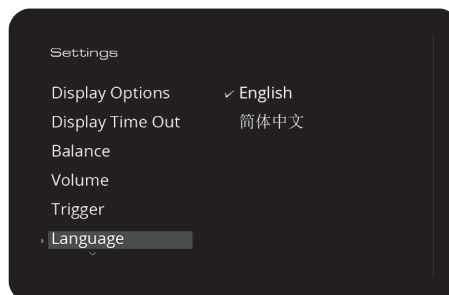 Settings
Display Options
Display Time Out
Balance
Volume
Trigger
Language
✓ English
简体中文